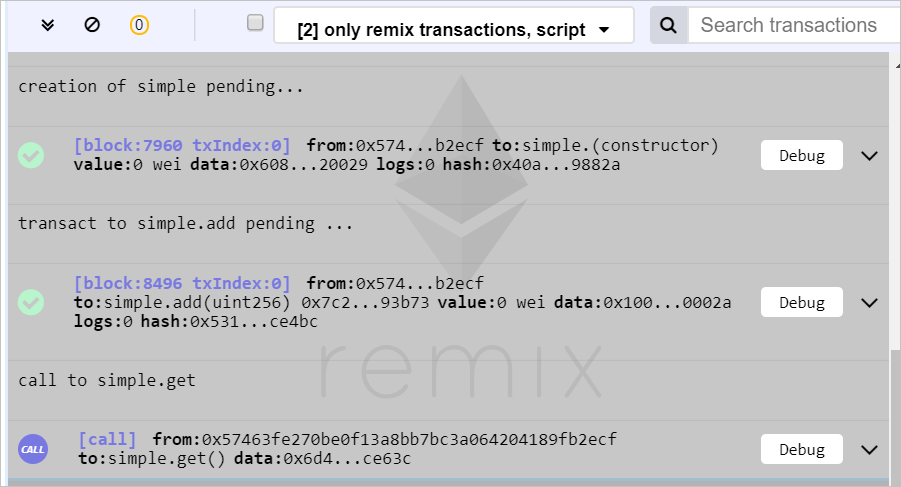 0
[2] only remix transactions, script
Search transactions
creation of simple pending...
[block:7960 txIndex:0] from:0x574...b2ecf to:simple.(constructor)
value:0 wei data:0x608...20029 logs:0 hash:0x40a...9882a
Debug
transact to simple.add pending ...
[block:8496 txIndex:0] from:0x574...b2ecf
to:simple.add(uint256) 0x7c2...93b73 value:0 wei data:0x100...0002a
logs:0 hash:0x531...ce4bc
Debug
remix
call to simple.get
CALL
[call] from:0x57463fe270be0f13a8bb7bc3a064204189fb2ecf
to:simple.get() data:0x6d4...ce63c
Debug